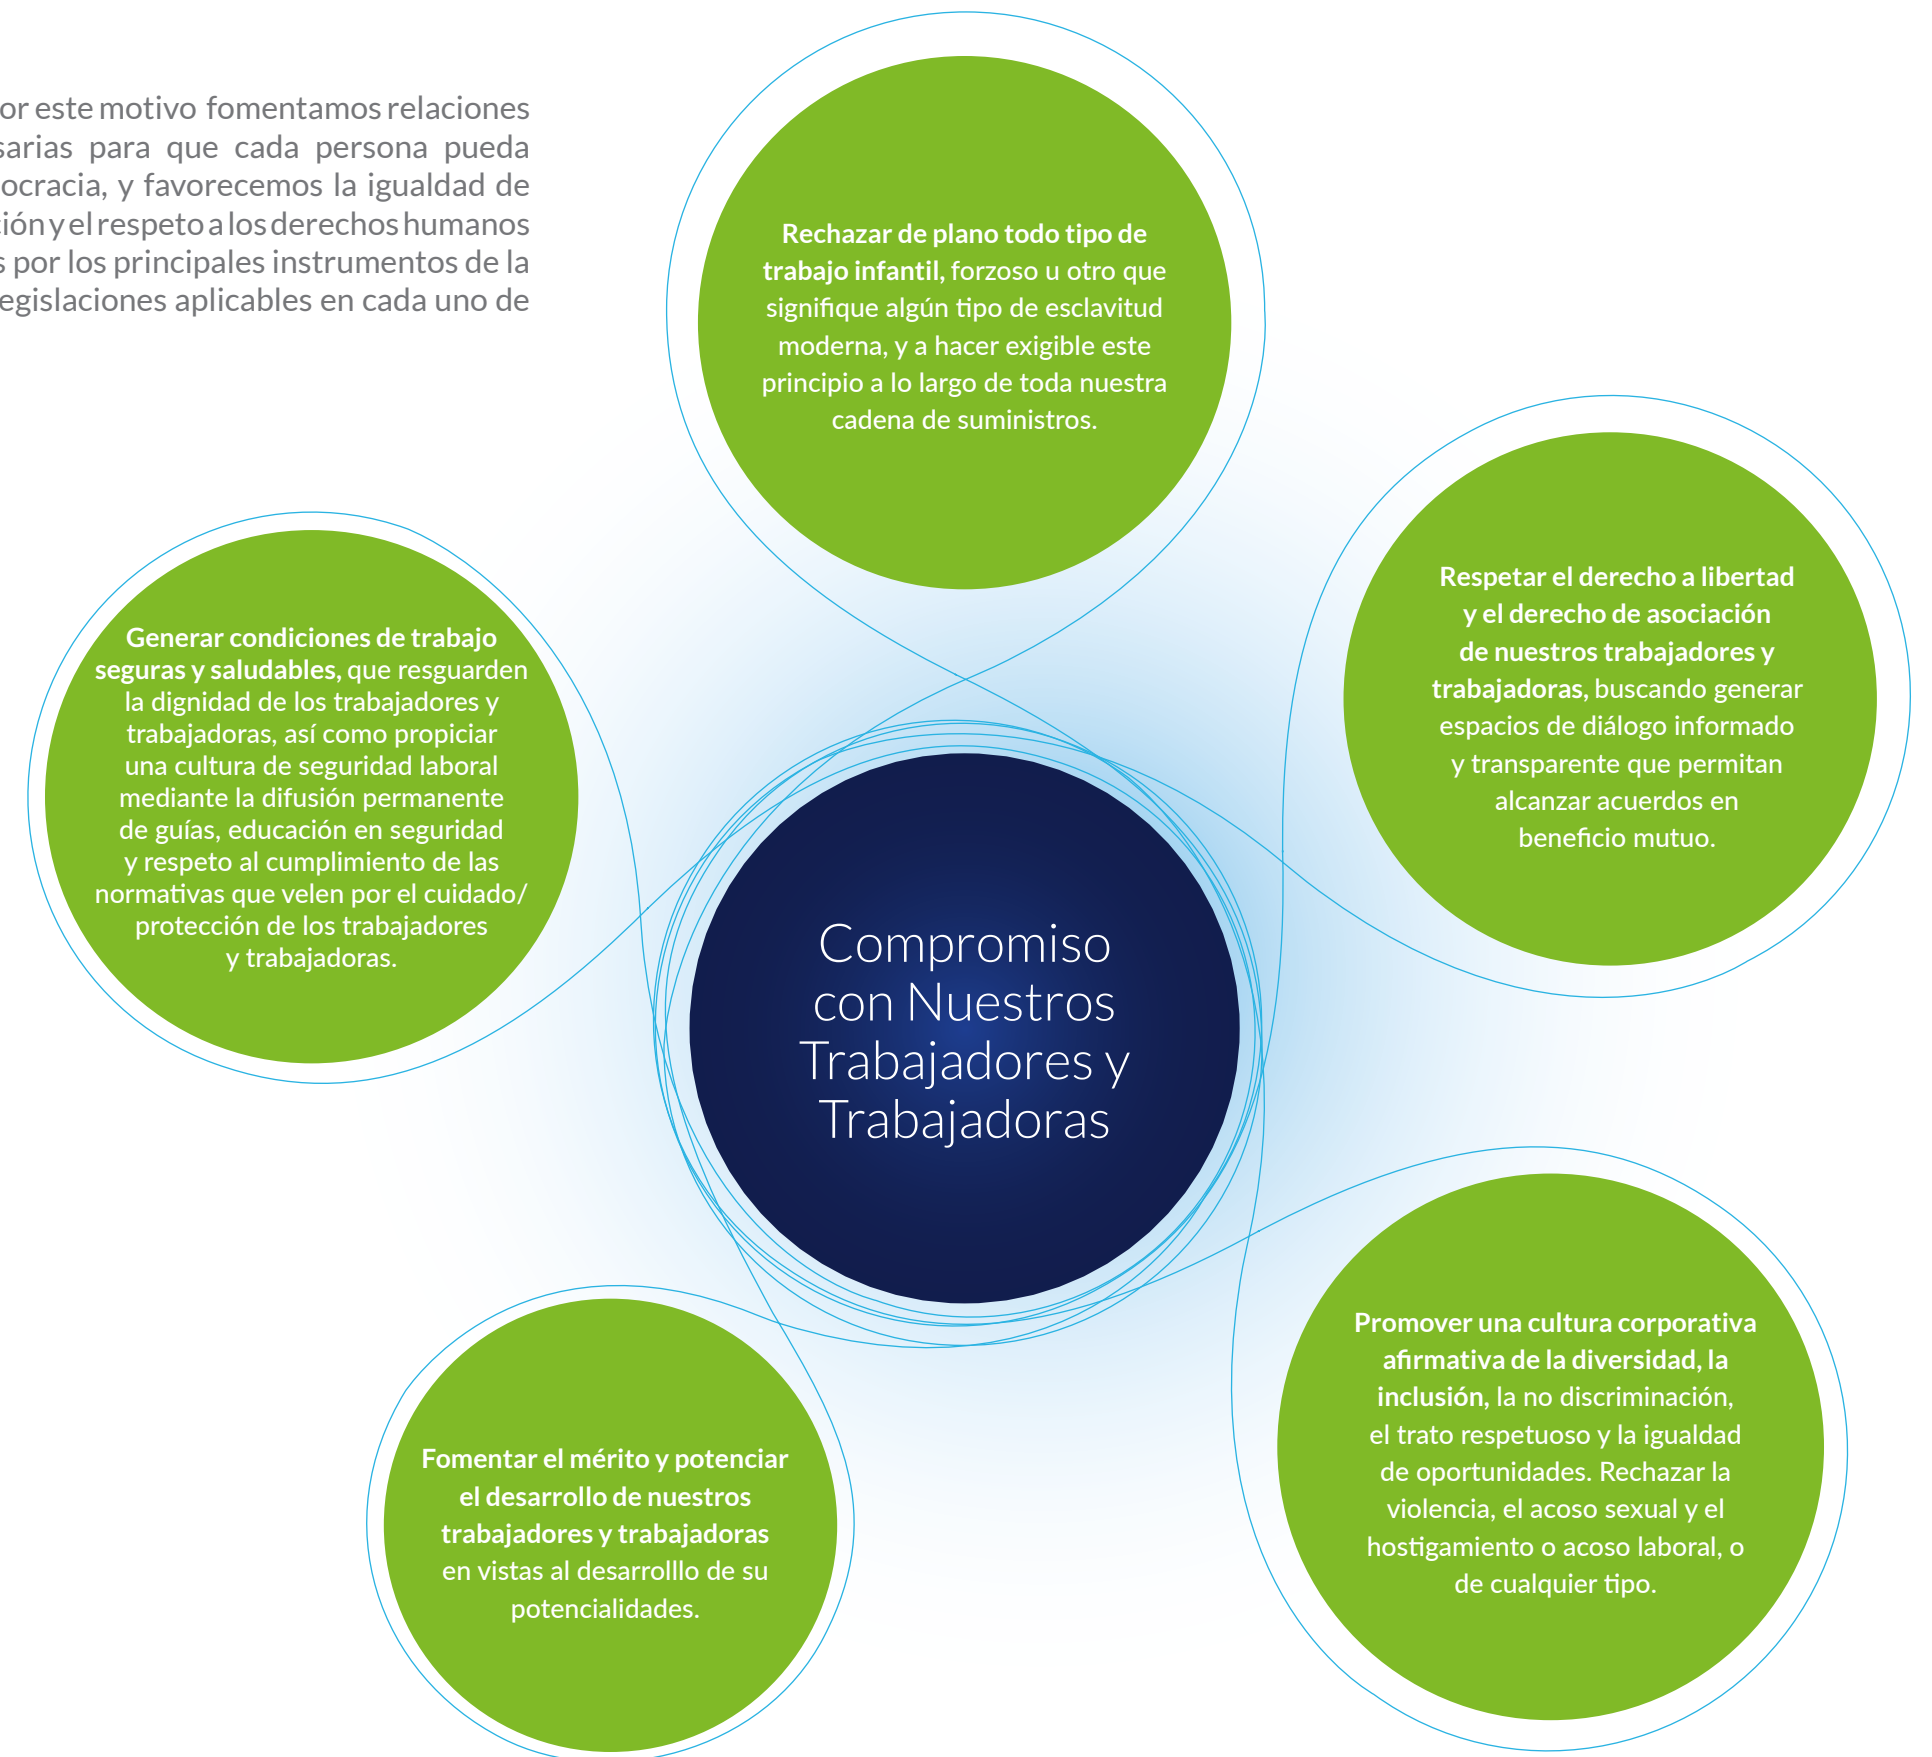 or este motivo fomentamos relaciones
sarias para que cada persona pueda
ocracia, y favorecemos la igualdad de
ción y el respeto a los derechos humanos
s por los principales instrumentos de la
egislaciones aplicables en cada uno de
Rechazar de plano todo tipo de
trabajo infantil, forzoso u otro que
signifique algún tipo de esclavitud
moderna, y a hacer exigible este
principio a lo largo de toda nuestra
cadena de suministros.
Respetar el derecho a libertad
y el derecho de asociación
de nuestros trabajadores y
trabajadoras, buscando generar
espacios de diálogo informado
y transparente que permitan
alcanzar acuerdos en
beneficio mutuo.
Generar condiciones de trabajo
seguras y saludables, que resguarden
la dignidad de los trabajadores y
trabajadoras, así como propiciar
una cultura de seguridad laboral
mediante la difusión permanente
de guías, educación en seguridad
y respeto al cumplimiento de las
normativas que velen por el cuidado/
protección de los trabajadores
y trabajadoras.
Compromiso
con Nuestros
Trabajadores y
Trabajadoras
Promover una cultura corporativa
afirmativa de la diversidad, la
inclusión, la no discriminación,
el trato respetuoso y la igualdad
de oportunidades. Rechazar la
violencia, el acoso sexual y el
hostigamiento o acoso laboral, o
de cualquier tipo.
Fomentar el mérito y potenciar
el desarrollo de nuestros
trabajadores y trabajadoras
en vistas al desarrolllo de su
potencialidades.